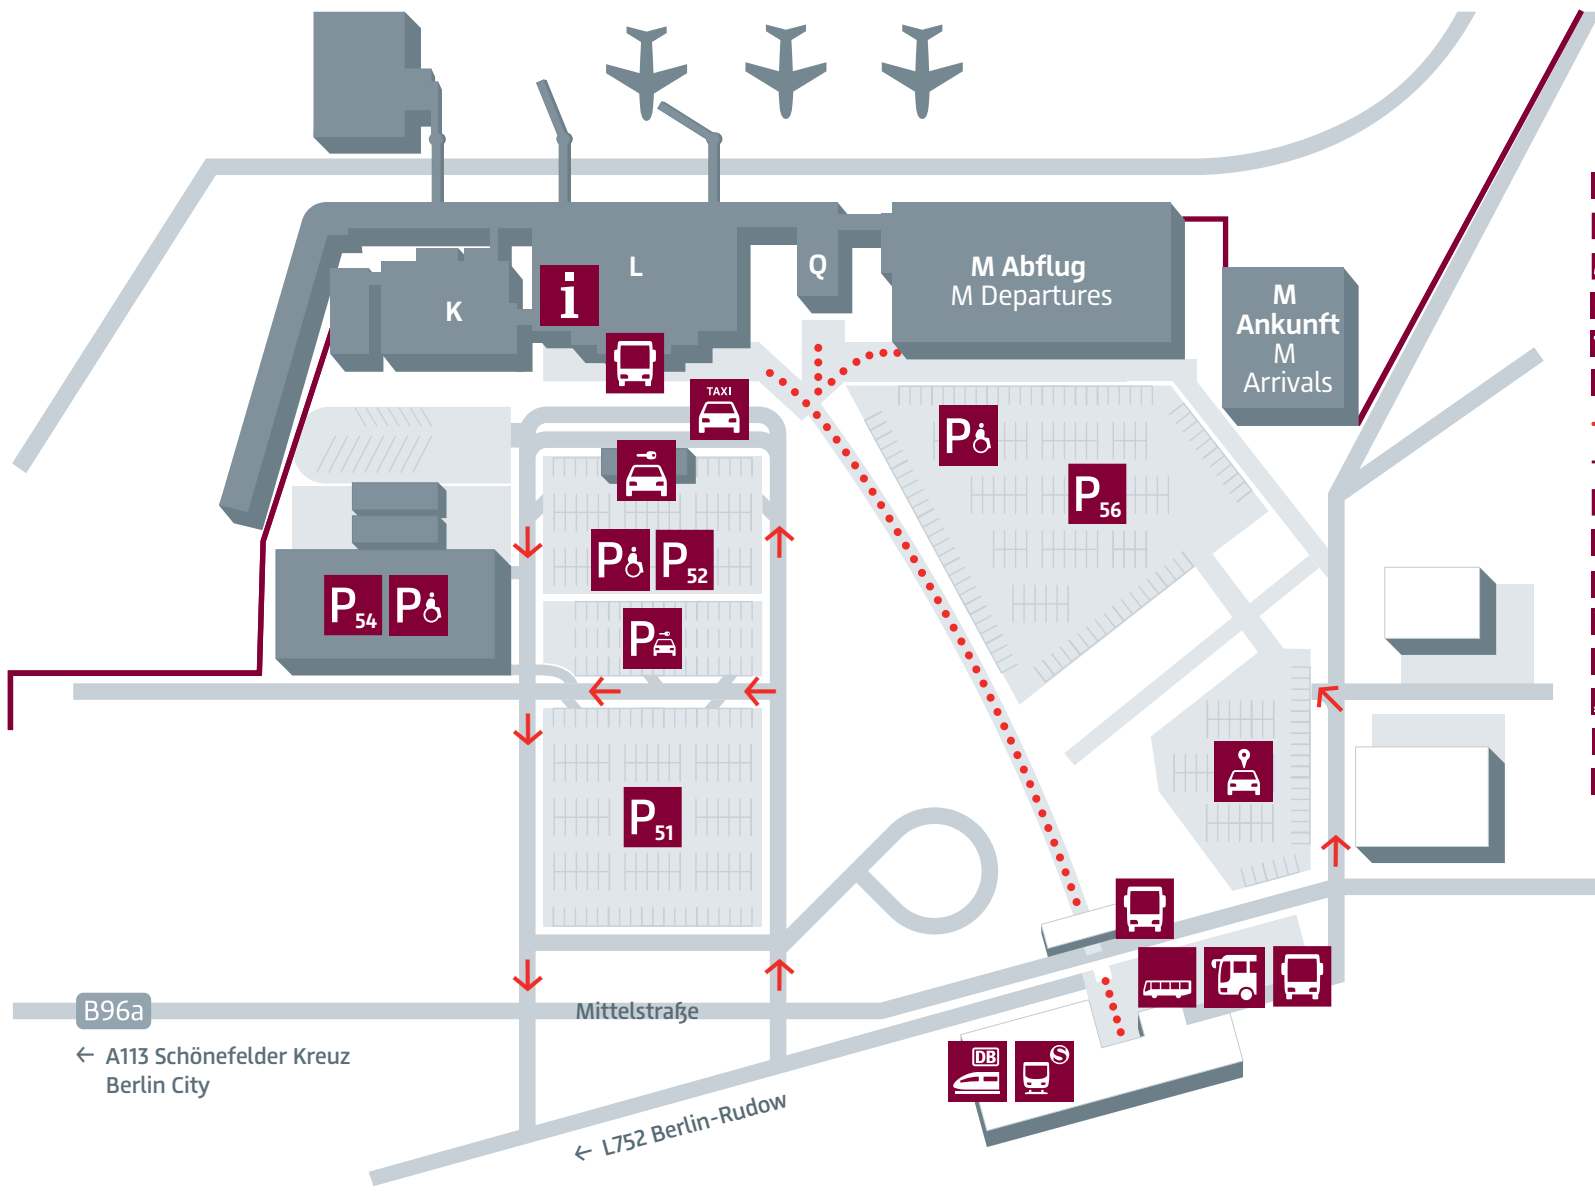 L
Q
M Abflug
M Departures
i
K
M
Ankunft
M
Arrivals
TAXI
P
P56
P P52
P54 P
P
P51
B96a
Mittelstraße
← A113 Schönefelder Kreuz
Berlin City
DB S
← L752 Berlin-Rudow